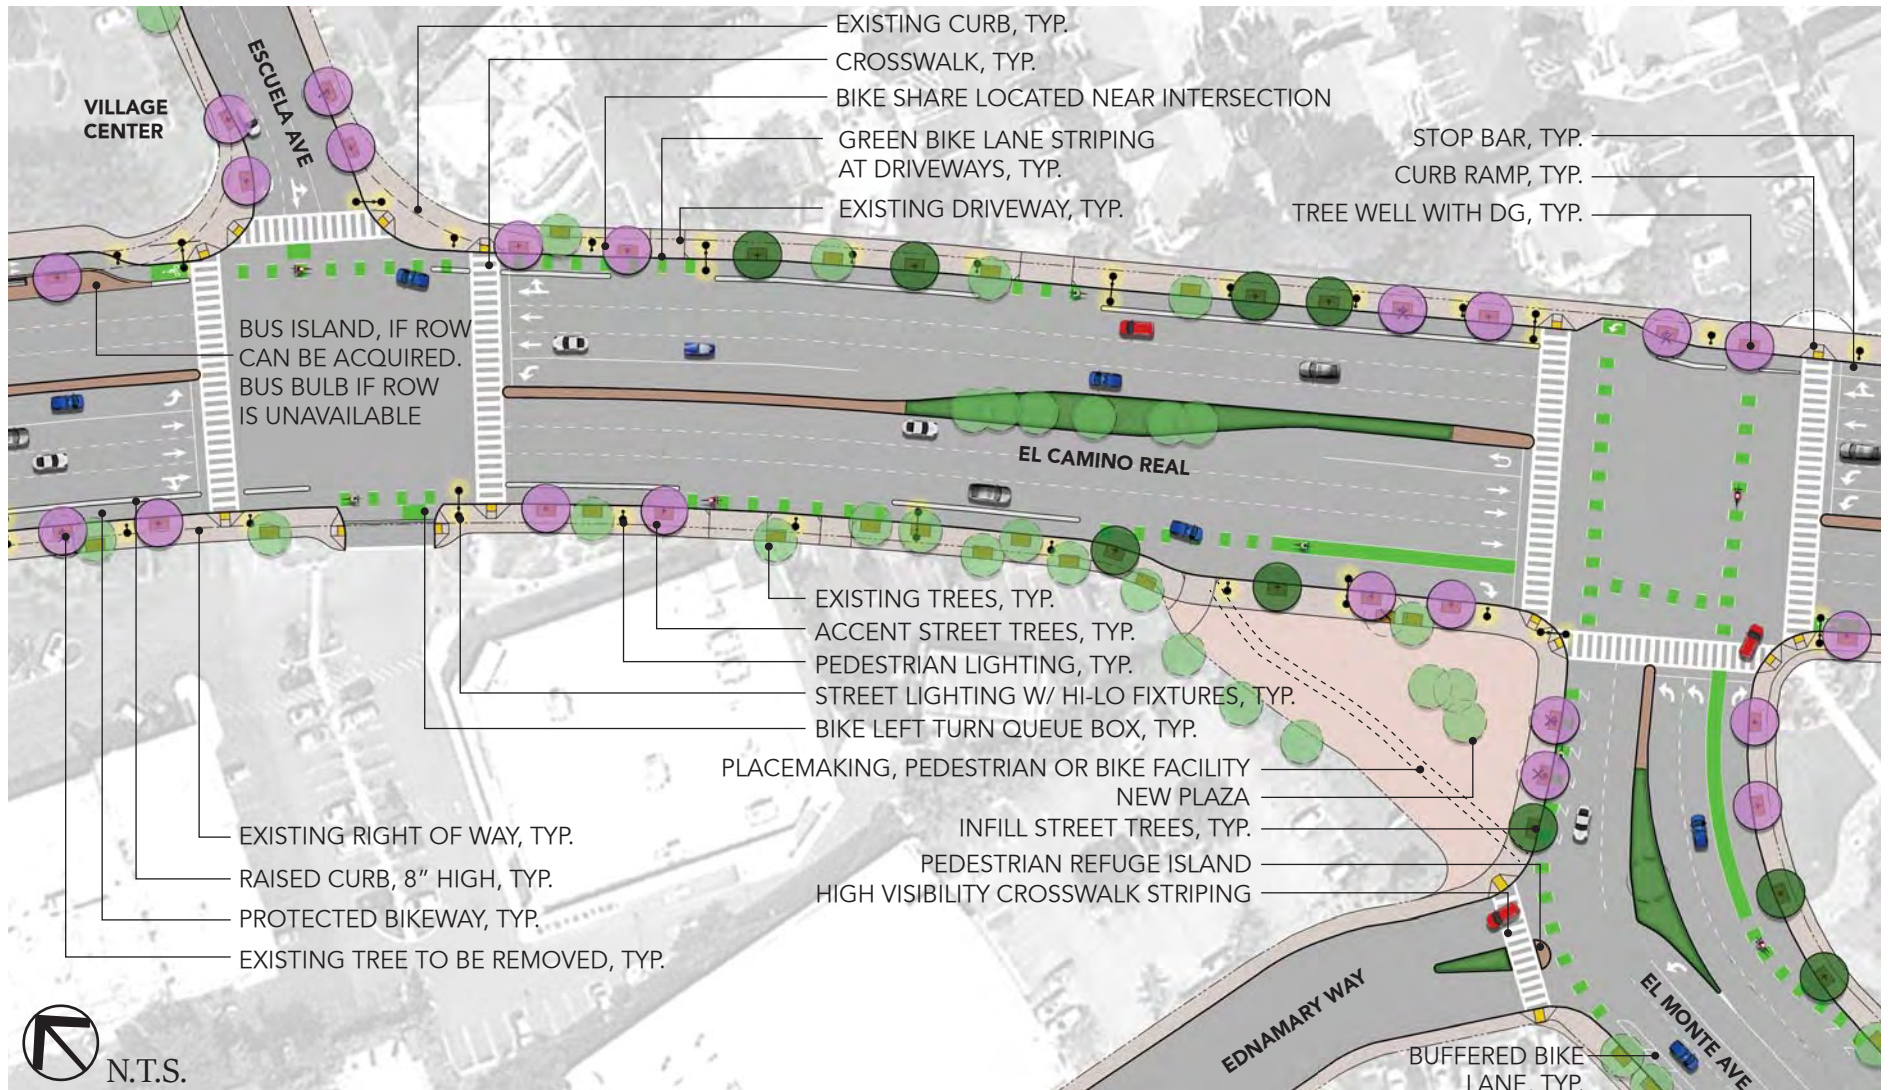 EXISTING CURB, TYP.
CROSSWALK, TYP.
BIKE SHARE LOCATED NEAR INTERSECTION
GREEN BIKE LANE STRIPING
AT DRIVEWAYS, TYP.
EXISTING DRIVEWAY, TYP.
STOP BAR, TYP.
CURB RAMP, TYP.
TREE WELL WITH DG, TYP.
ESCUELA AVE
VILLAGE
CENTER
BUS ISLAND, IF ROW
CAN BE ACQUIRED.
BUS BULB IF ROW
IS UNAVAILABLE
EL CAMINO REAL
EXISTING TREES, TYP.
ACCENT STREET TREES, TYP.
PEDESTRIAN LIGHTING, TYP.
STREET LIGHTING W/ HI-LO FIXTURES, TYP.
BIKE LEFT TURN QUEUE BOX, TYP.
PLACEMAKING, PEDESTRIAN OR BIKE FACILITY
NEW PLAZA
INFILL STREET TREES, TYP.
PEDESTRIAN REFUGE ISLAND
HIGH VISIBILITY CROSSWALK STRIPING
EXISTING RIGHT OF WAY, TYP.
RAISED CURB, 8” HIGH, TYP.
PROTECTED BIKEWAY, TYP.
EXISTING TREE TO BE REMOVED, TYP.
EDNAMARY WAY
EL MONTE AVE
BUFFERED BIKE
LANE, TYP.
N.T.S.